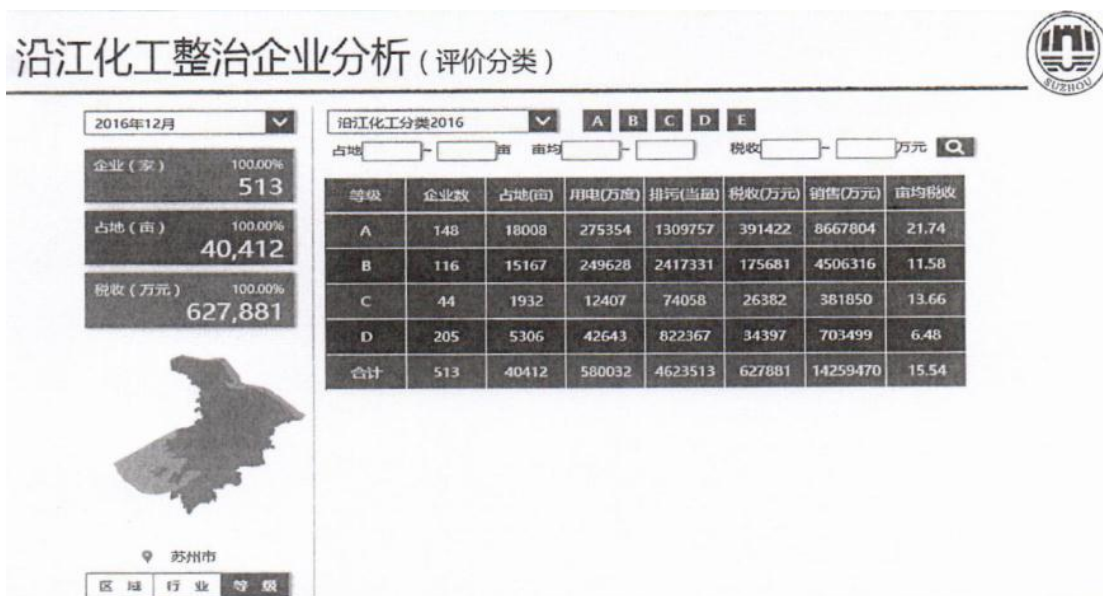 沿江化工整治企业分析(评价分类)
SUZHOU
2016年12月
企业(家) 100.00%
513
占地(亩) 100.00%
40,412
税收(万元) 100.00%
627,881
苏州市
区域 行业 等级
沿江化工分类2016 A B C D E
占地 - 亩 亩均 - 税收 - 万元
等级 企业数 占地(亩) 用电(万度) 排污(当量) 税收(万元) 销售(万元) 亩均税收
A 148 18008 275354 1309757 391422 8667804 21.74
B 116 15167 249628 2417331 175681 4506316 11.58
C 44 1932 12407 74058 26382 381850 13.66
D 205 5306 42643 822367 34397 703499 6.48
合计 513 40412 580032 4623513 627881 14259470 15.54